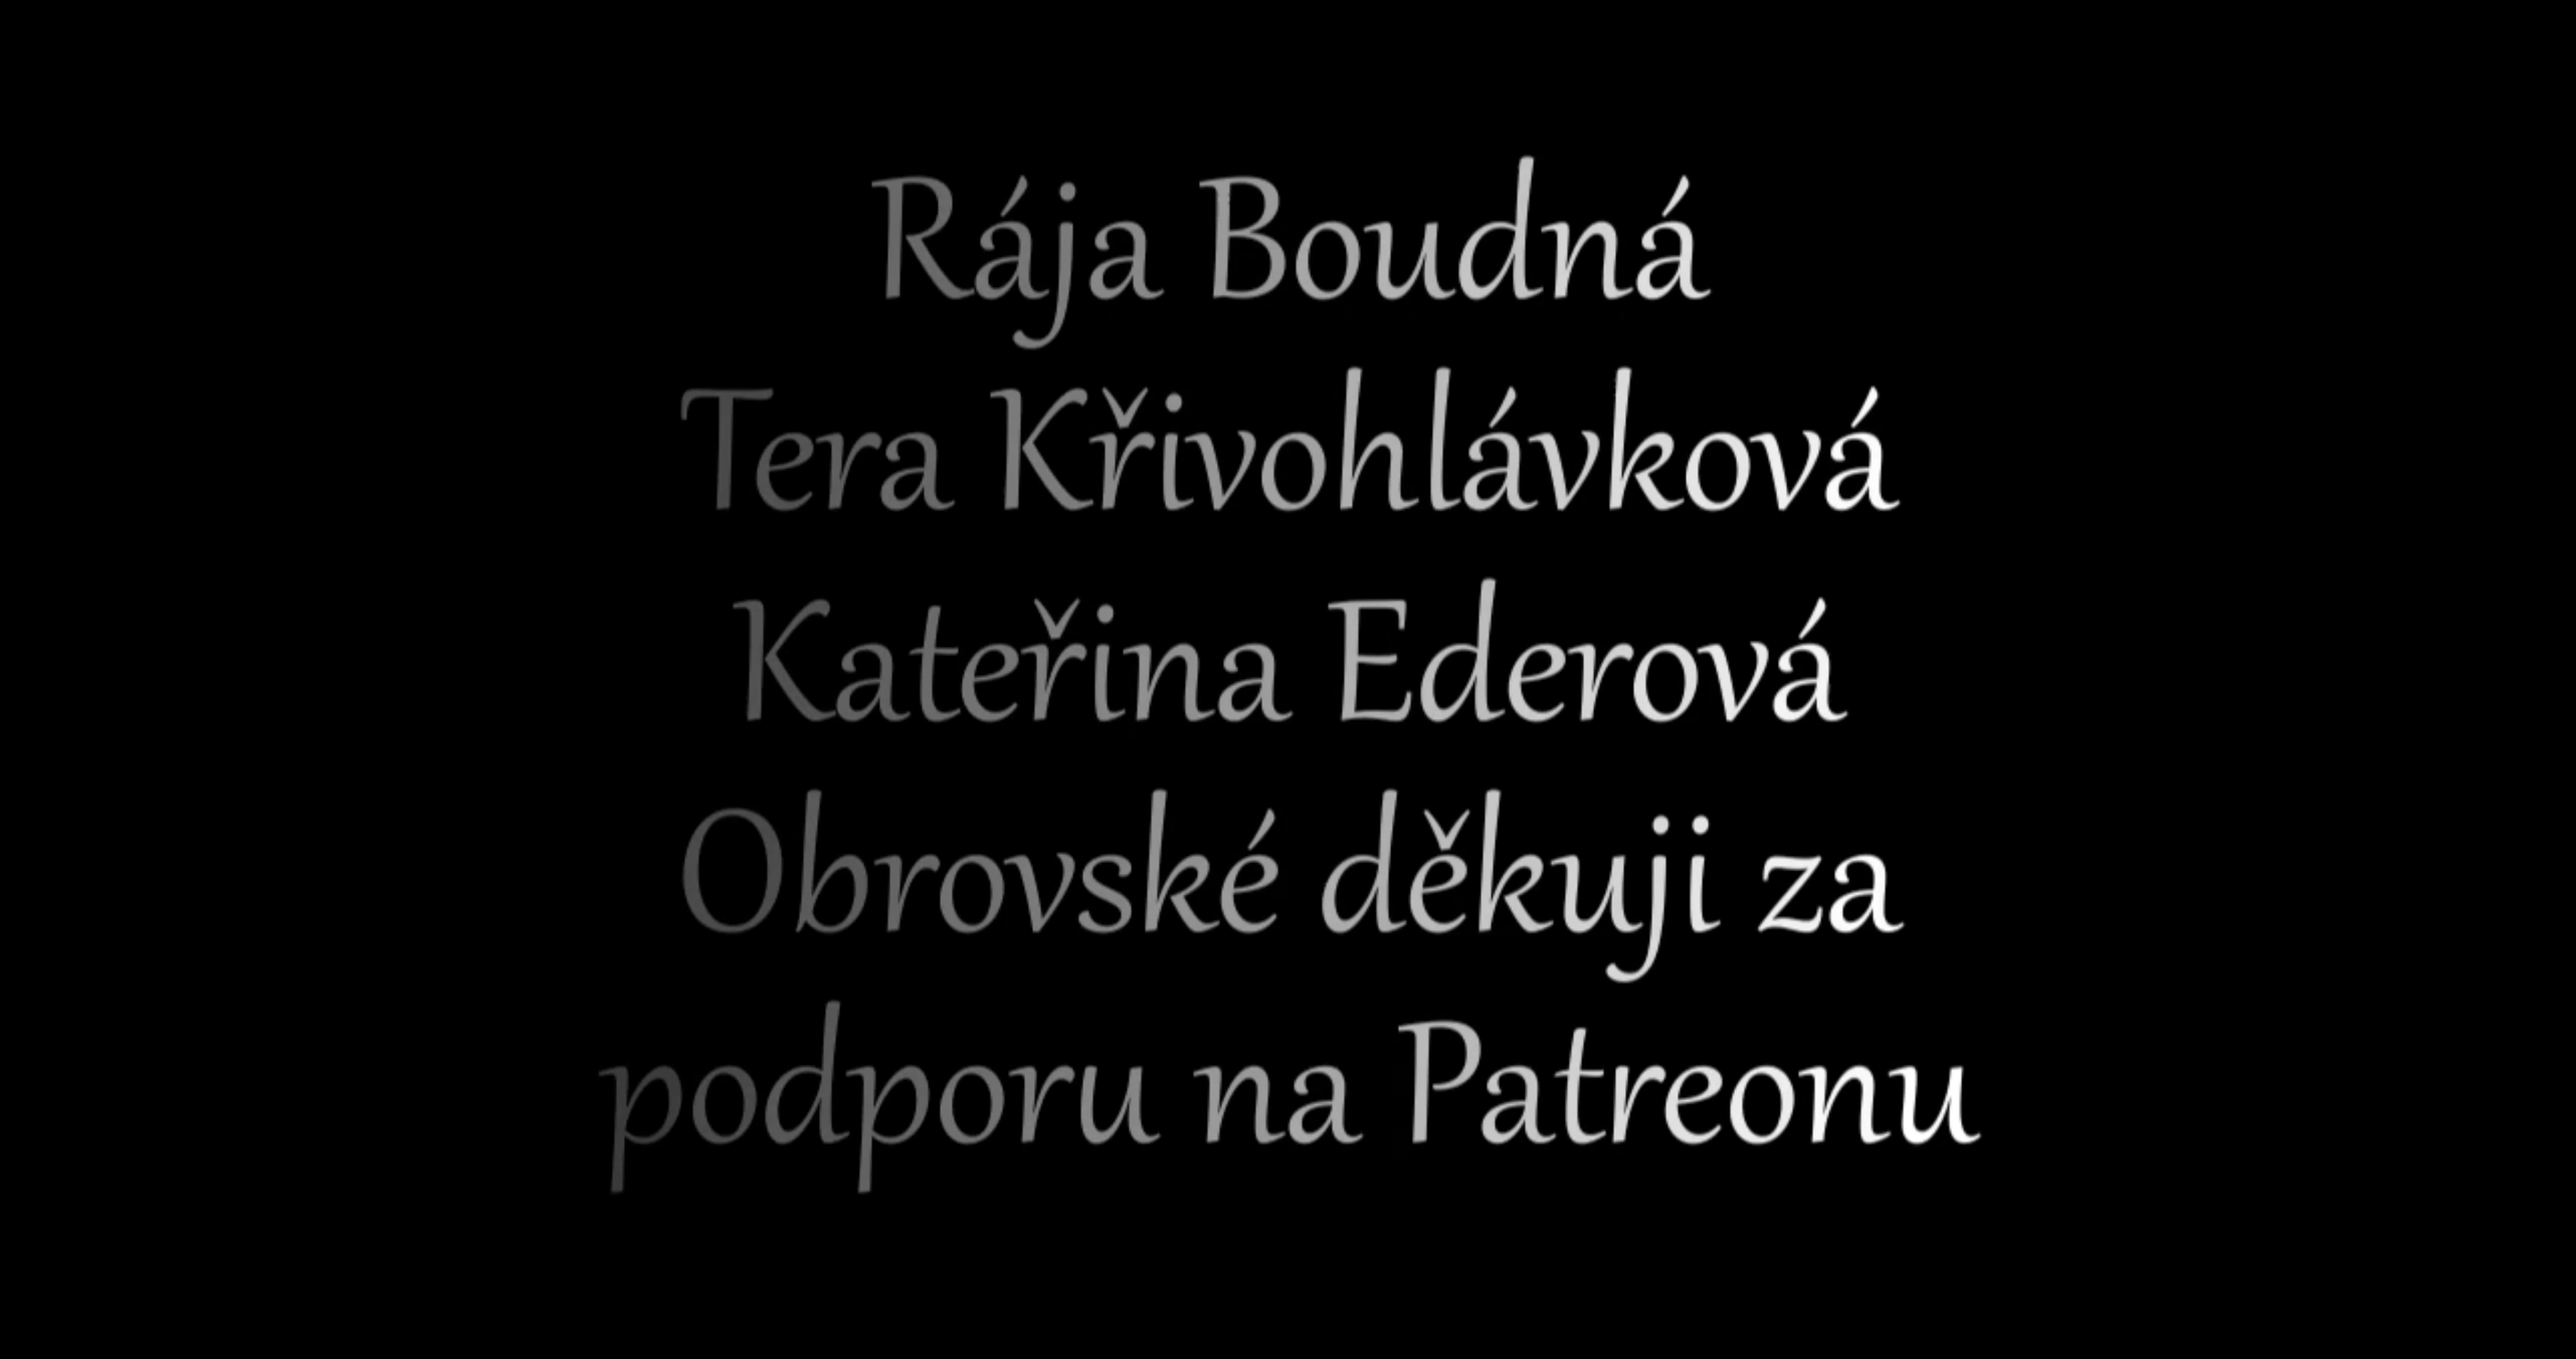 Rája Boudná
Tera Křivohlávková
Kateřina Ederová
Obrovské děkuji za
podporu na Patreonu